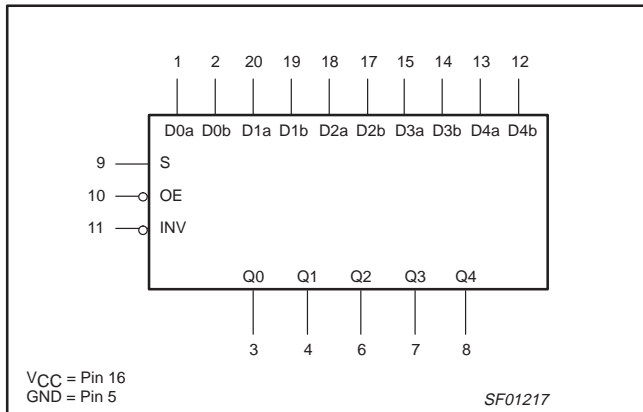 1 2 20 19 18 17 15 14 13 12
D0a D0b D1a D1b D2a D2b D3a D3b D4a D4b
9 S
10 OE
11 INV
Q0 Q1 Q2 Q3 Q4
3 4 6 7 8
VCC = Pin 16
GND = Pin 5
SF01217